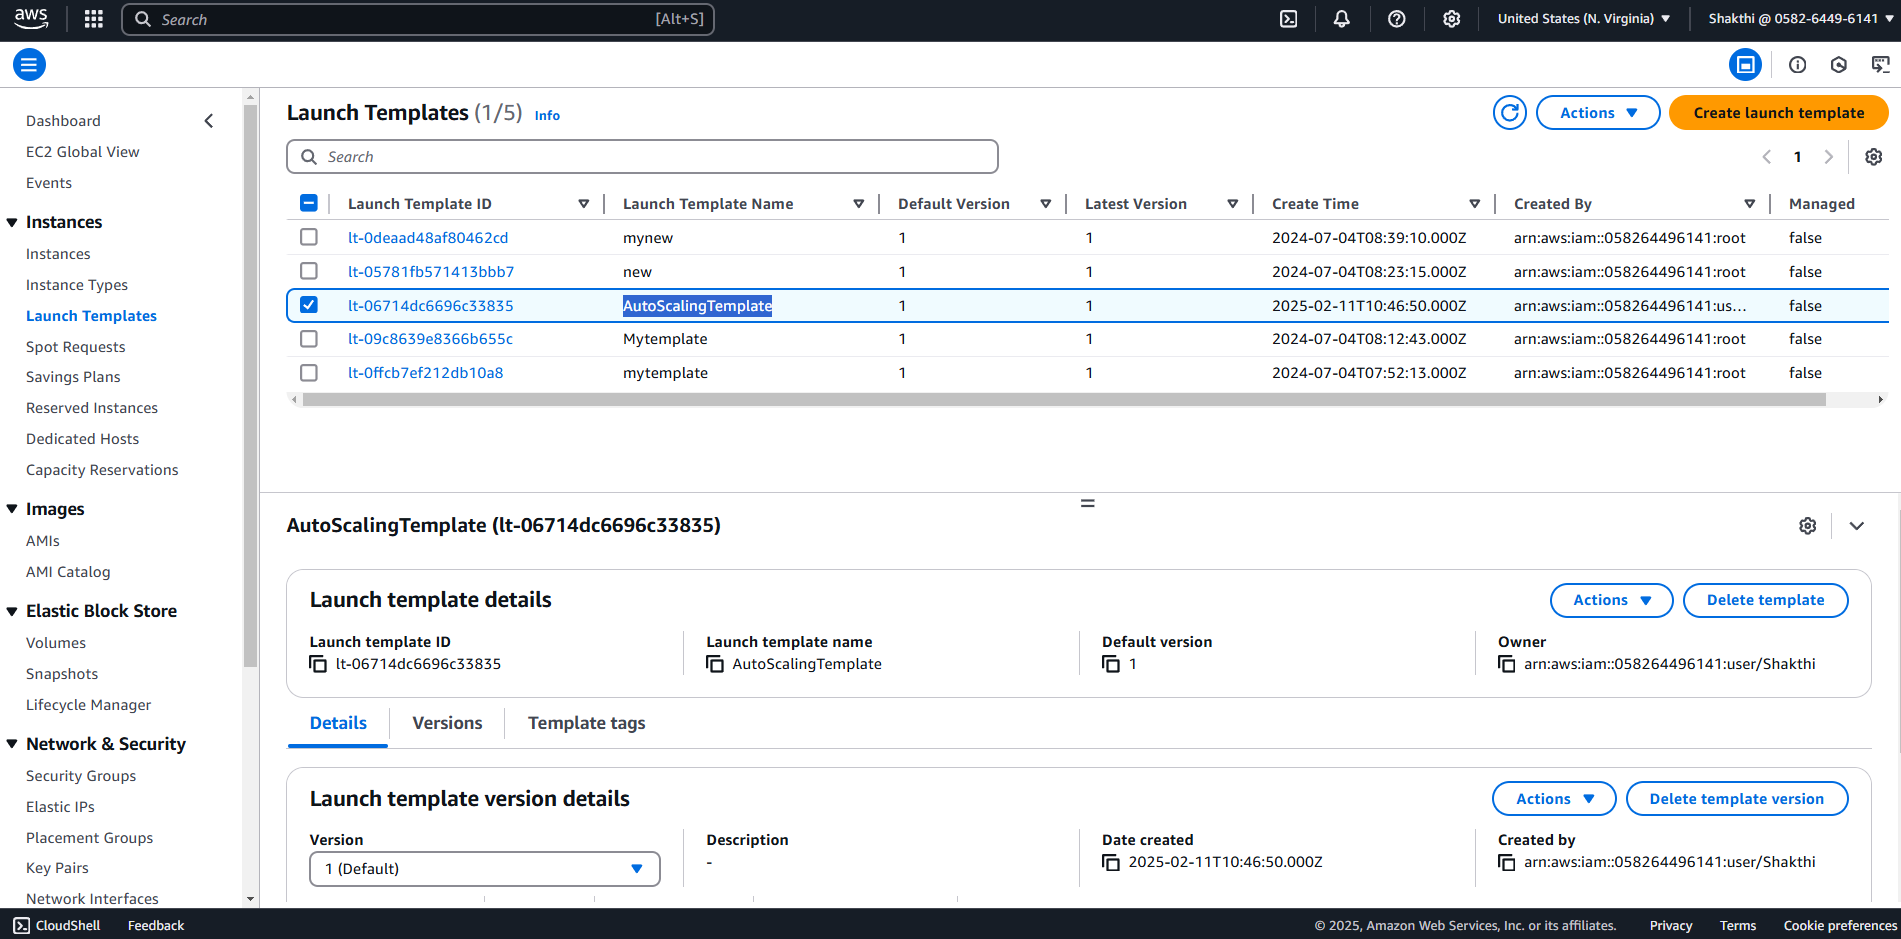 aws
Search [Alt+S]
United States (N. Virginia)
Shakthi @ 0582-6449-6141
Dashboard
EC2 Global View
Events
Instances
Instances
Instance Types
Launch Templates
Spot Requests
Savings Plans
Reserved Instances
Dedicated Hosts
Capacity Reservations
Images
AMIs
AMI Catalog
Elastic Block Store
Volumes
Snapshots
Lifecycle Manager
Network & Security
Security Groups
Elastic IPs
Placement Groups
Key Pairs
Network Interfaces
Launch Templates (1/5) Info
Actions
Create launch template
Search
1
Launch Template ID Launch Template Name Default Version Latest Version Create Time Created By Managed
lt-0deaad48af80462cd mynew 1 1 2024-07-04T08:39:10.000Z arn:aws:iam::058264496141:root false
lt-05781fb571413bbb7 new 1 1 2024-07-04T08:23:15.000Z arn:aws:iam::058264496141:root false
lt-06714dc6696c33835 AutoScalingTemplate 1 1 2025-02-11T10:46:50.000Z arn:aws:iam::058264496141:us... false
lt-09c8639e8366b655c Mytemplate 1 1 2024-07-04T08:12:43.000Z arn:aws:iam::058264496141:root false
lt-0ffcb7ef212db10a8 mytemplate 1 1 2024-07-04T07:52:13.000Z arn:aws:iam::058264496141:root false
AutoScalingTemplate (lt-06714dc6696c33835)
Launch template details
Actions
Delete template
Launch template ID Launch template name Default version Owner
lt-06714dc6696c33835 AutoScalingTemplate 1 arn:aws:iam::058264496141:user/Shakthi
Details Versions Template tags
Launch template version details
Actions
Delete template version
Version Description Date created Created by
1 (Default) - 2025-02-11T10:46:50.000Z arn:aws:iam::058264496141:user/Shakthi
CloudShell Feedback
© 2025, Amazon Web Services, Inc. or its affiliates. Privacy Terms Cookie preferences